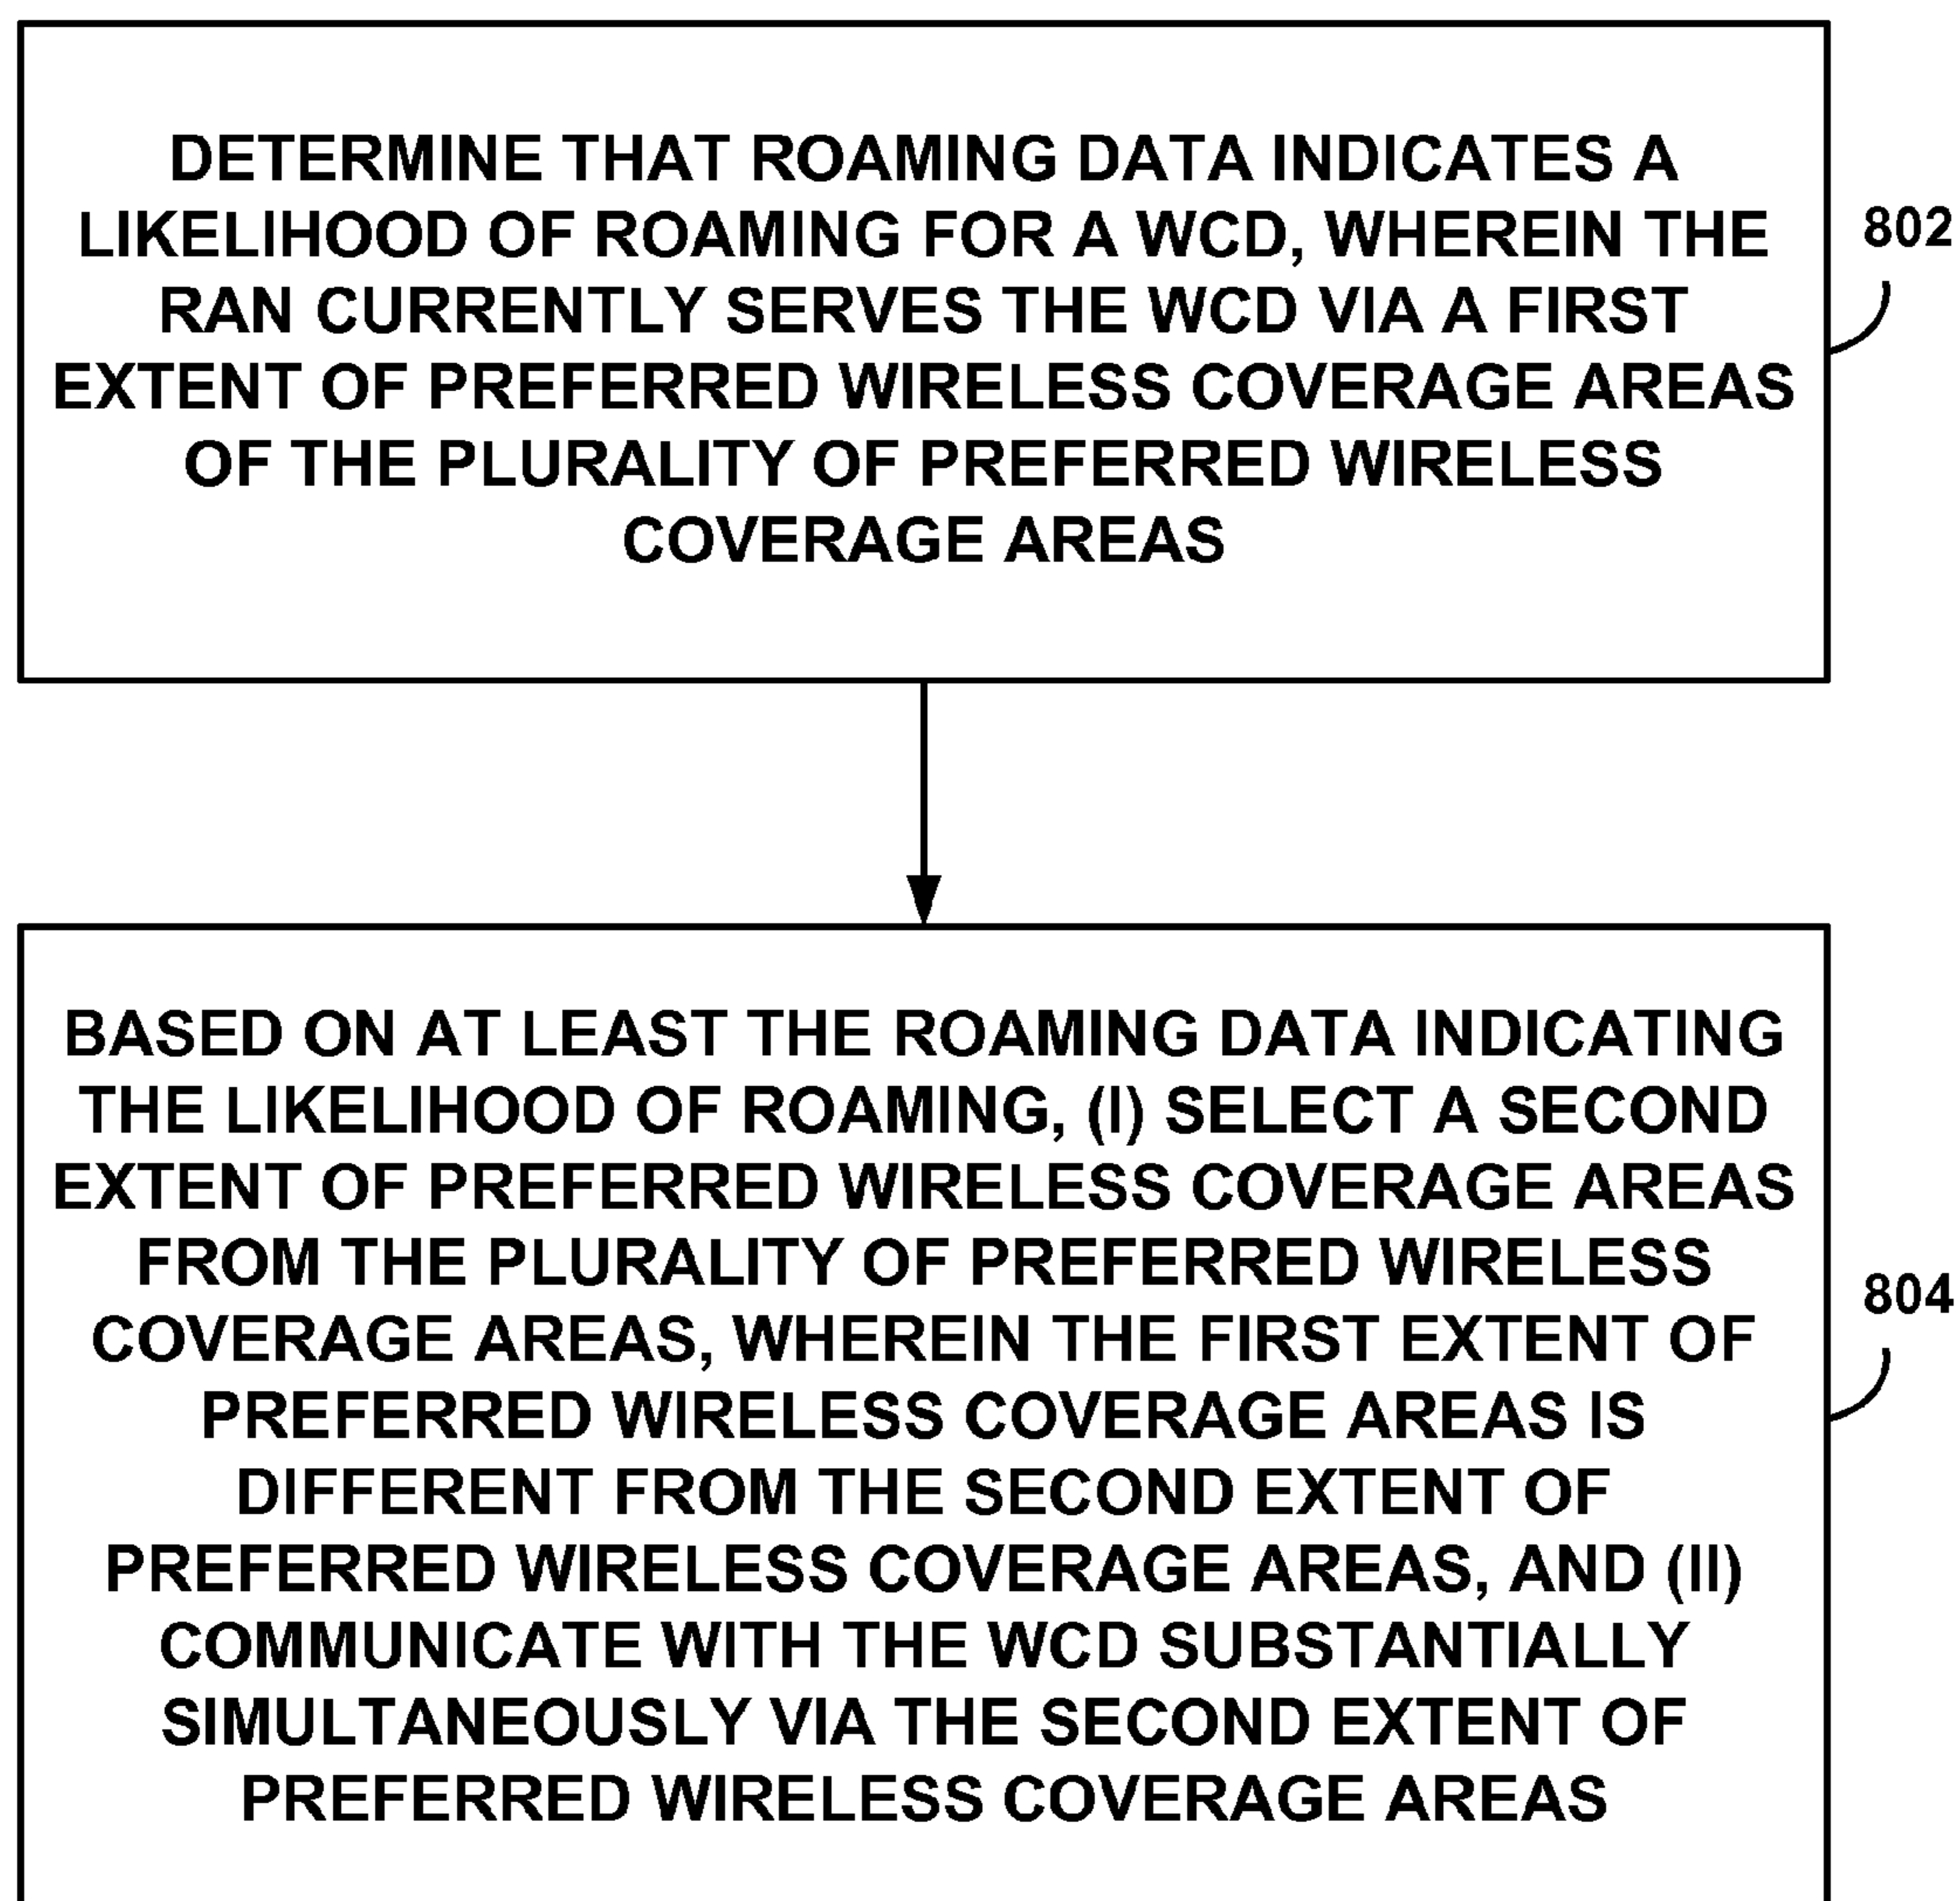 DETERMINE THAT ROAMING DATA INDICATES A
LIKELIHOOD OF ROAMING FOR A WCD, WHEREIN THE
RAN CURRENTLY SERVES THE WCD VIA A FIRST
EXTENT OF PREFERRED WIRELESS COVERAGE AREAS
OF THE PLURALITY OF PREFERRED WIRELESS
COVERAGE AREAS
802
BASED ON AT LEAST THE ROAMING DATA INDICATING
THE LIKELIHOOD OF ROAMING, (I) SELECT A SECOND
EXTENT OF PREFERRED WIRELESS COVERAGE AREAS
FROM THE PLURALITY OF PREFERRED WIRELESS
COVERAGE AREAS, WHEREIN THE FIRST EXTENT OF
PREFERRED WIRELESS COVERAGE AREAS IS
DIFFERENT FROM THE SECOND EXTENT OF
PREFERRED WIRELESS COVERAGE AREAS, AND (II)
COMMUNICATE WITH THE WCD SUBSTANTIALLY
SIMULTANEOUSLY VIA THE SECOND EXTENT OF
PREFERRED WIRELESS COVERAGE AREAS
804